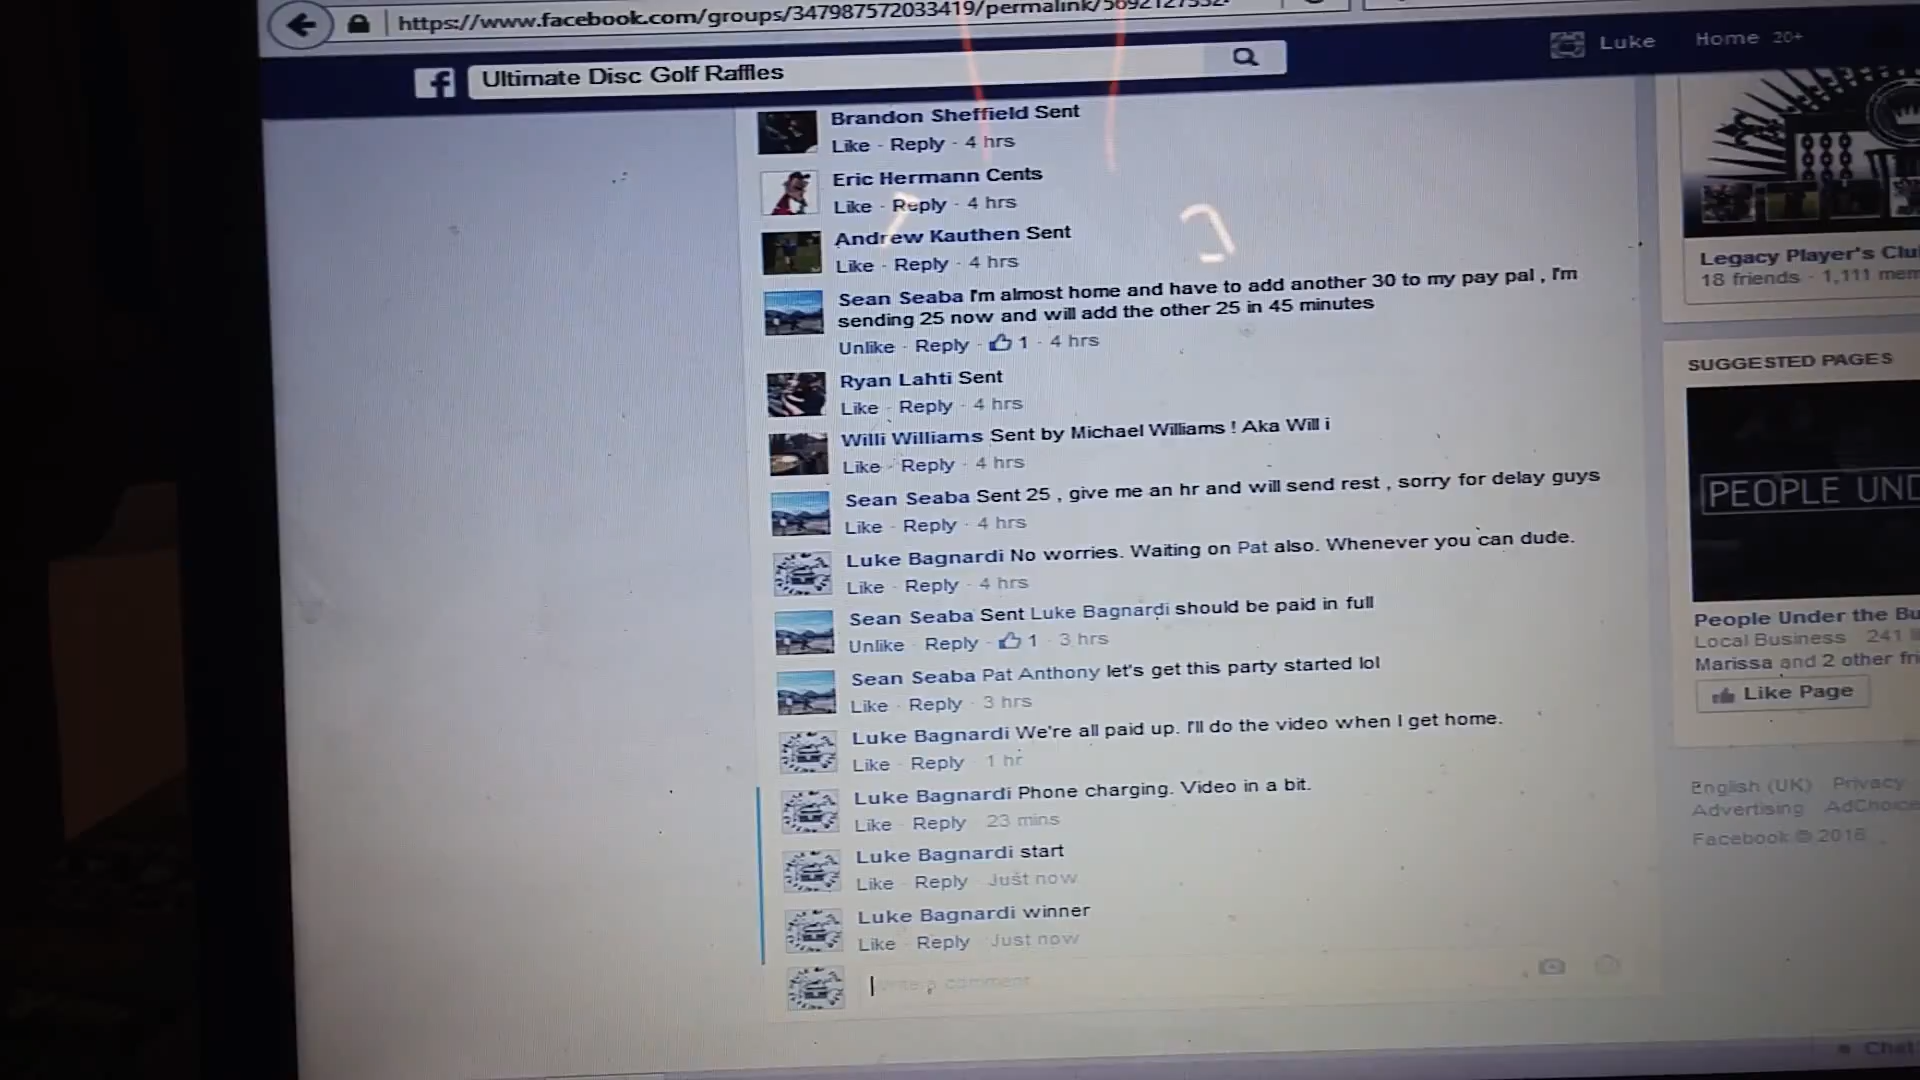 https://www.facebook.com/groups/347987572033419/permalink/
Ultimate Disc Golf Raffles
Luke Home 20+
Brandon Sheffield Sent
Like · Reply · 4 hrs
Eric Hermann Cents
Like · Reply · 4 hrs
Andrew Kauthen Sent
Like · Reply · 4 hrs
Sean Seaba I'm almost home and have to add another 30 to my pay pal , I'm
sending 25 now and will add the other 25 in 45 minutes
Unlike · Reply · 1 · 4 hrs
Ryan Lahti Sent
Like · Reply · 4 hrs
Willi Williams Sent by Michael Williams ! Aka Will i
Like · Reply · 4 hrs
Sean Seaba Sent 25 , give me an hr and will send rest , sorry for delay guys
Like · Reply · 4 hrs
Luke Bagnardi No worries. Waiting on Pat also. Whenever you can dude.
Like · Reply · 4 hrs
Sean Seaba Sent Luke Bagnardi should be paid in full
Unlike · Reply · 1 · 3 hrs
Sean Seaba Pat Anthony let's get this party started lol
Like · Reply · 3 hrs
Luke Bagnardi We're all paid up. I'll do the video when I get home.
Like · Reply · 1 hr
Luke Bagnardi Phone charging. Video in a bit.
Like · Reply · 23 mins
Luke Bagnardi start
Like · Reply · Just now
Luke Bagnardi winner
Like · Reply · Just now
Write a comment
Legacy Player's Clu
18 friends · 1,111 mem
SUGGESTED PAGES
PEOPLE UND
People Under the Bu
Local Business · 241 li
Marissa and 2 other fri
Like Page
English (UK) Privacy
Advertising AdChoice
Facebook © 2016
Chat